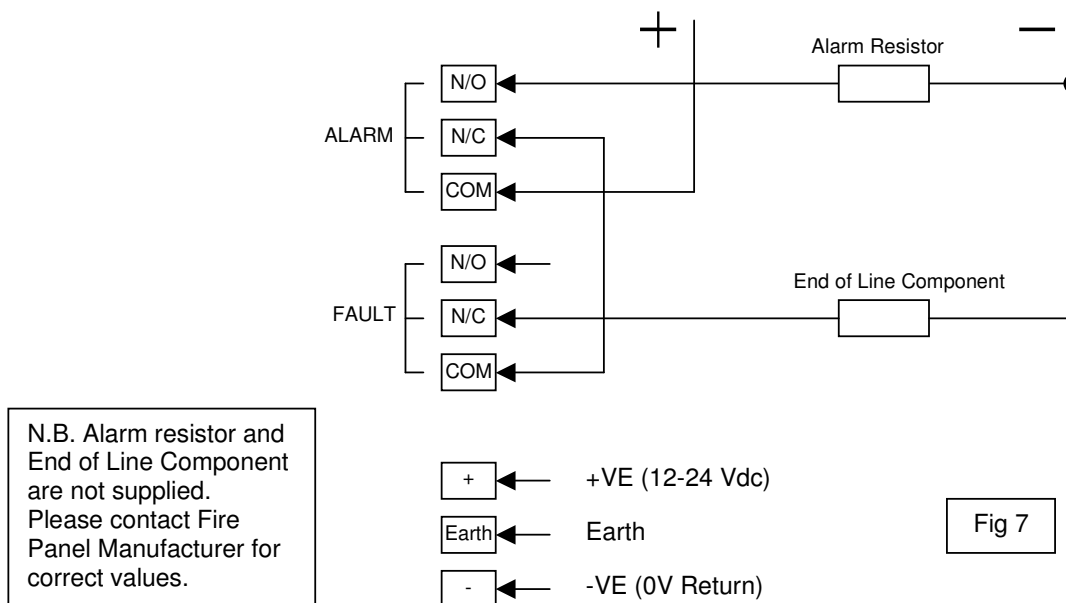 + −
Alarm Resistor
N/O
ALARM N/C
COM
N/O
End of Line Component
FAULT N/C
COM
N.B. Alarm resistor and
End of Line Component
are not supplied.
Please contact Fire
Panel Manufacturer for
correct values.
+ +VE (12-24 Vdc)
Earth Earth
- -VE (0V Return)
Fig 7